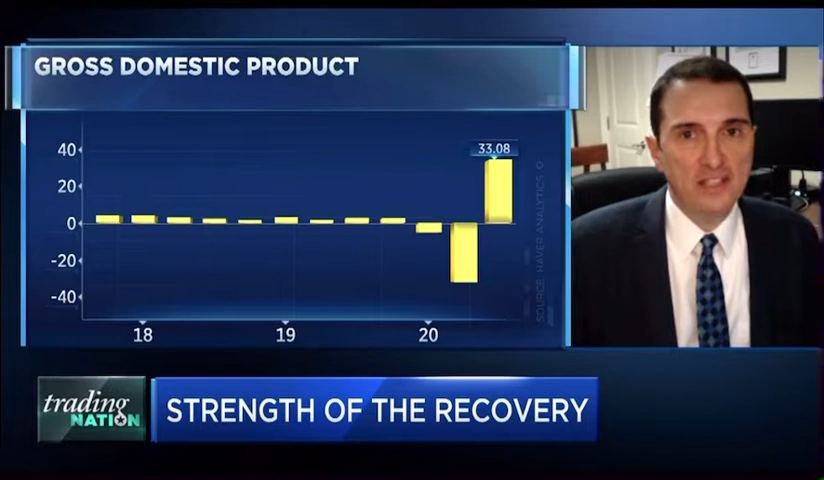 GROSS DOMESTIC PRODUCT
40
20
0
-20
-40
33.08
18
19
20
SOURCE: HAVER ANALYTICS
trading
NATION
STRENGTH OF THE RECOVERY